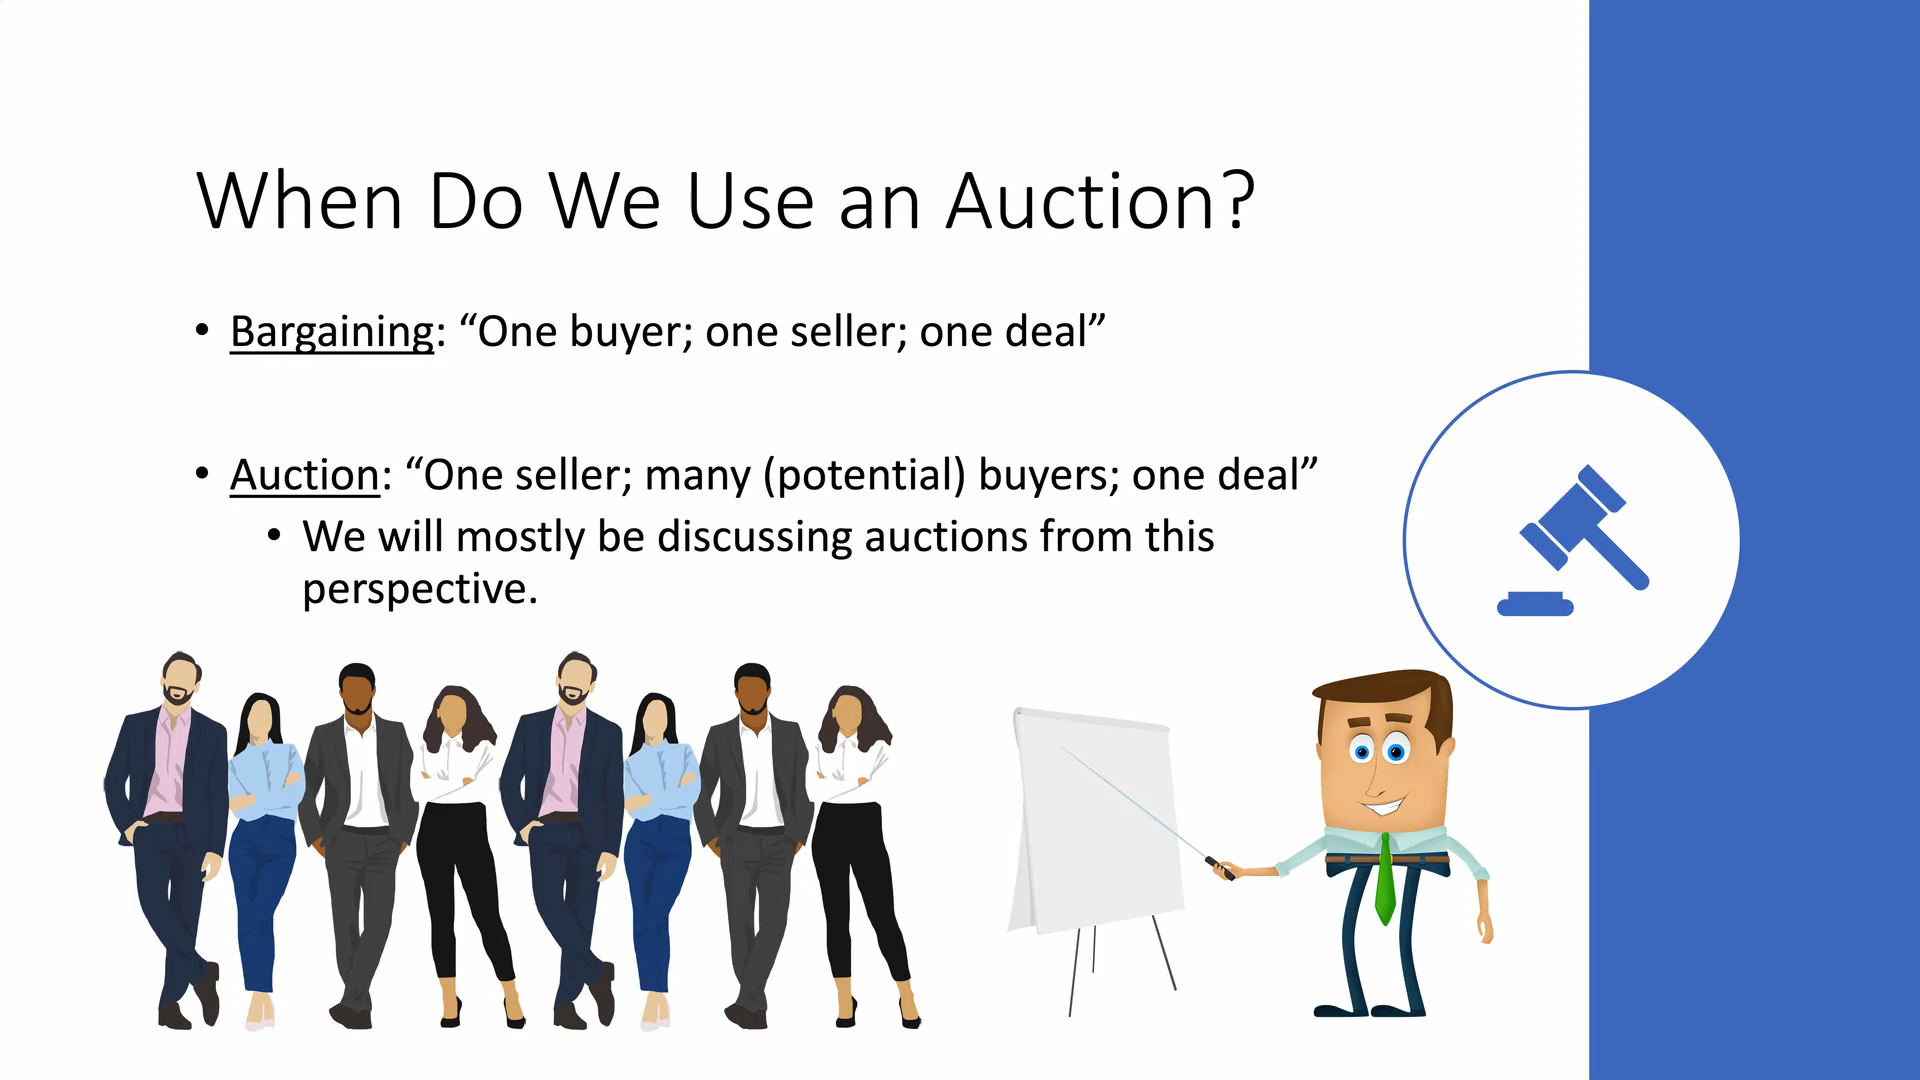 When Do We Use an Auction?
• Bargaining: “One buyer; one seller; one deal”
• Auction: “One seller; many (potential) buyers; one deal”
• We will mostly be discussing auctions from this
perspective.